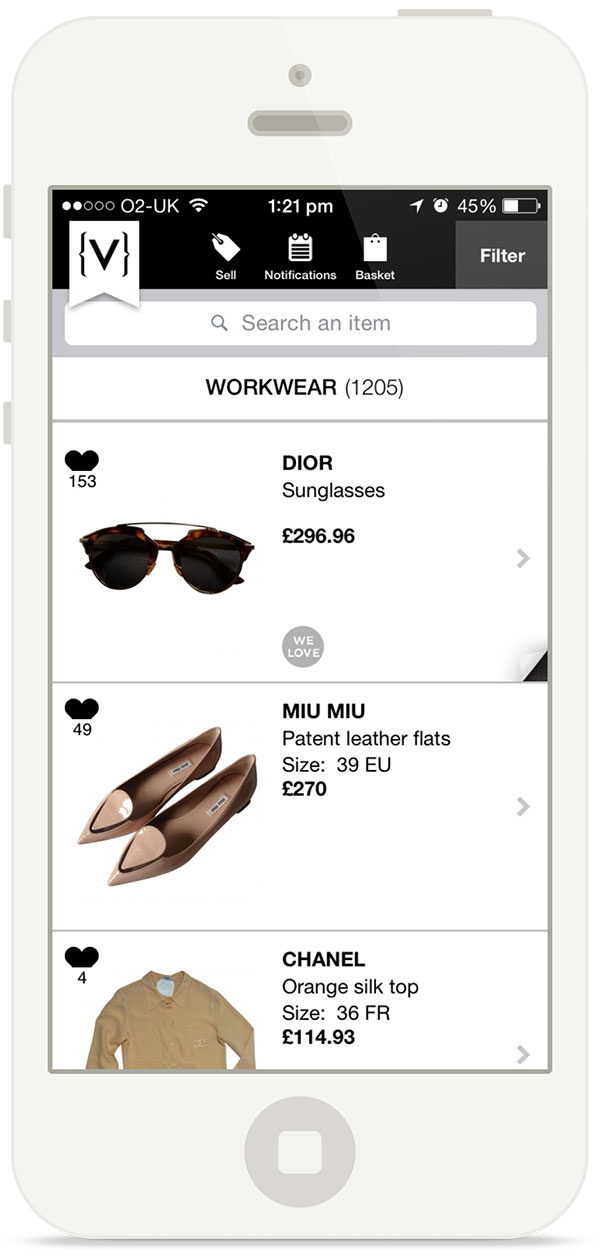 O2-UK 1:21 pm 45%
{V}
Sell Notifications Basket Filter
Search an item
WORKWEAR (1205)
153
DIOR
Sunglasses
£296.96
WE
LOVE
49
MIU MIU
Patent leather flats
Size: 39 EU
£270
4
CHANEL
Orange silk top
Size: 36 FR
£114.93